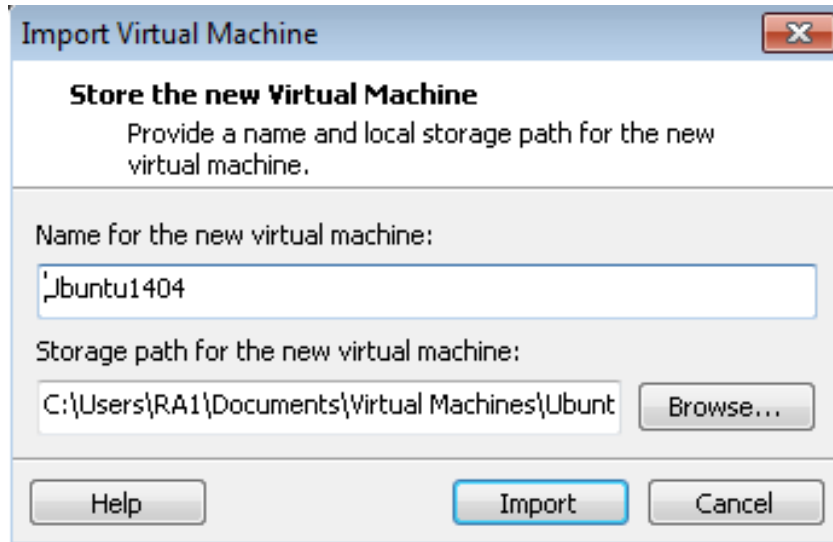 Import Virtual Machine
Store the new Virtual Machine
Provide a name and local storage path for the new
virtual machine.
Name for the new virtual machine:
Ubuntu1404
Storage path for the new virtual machine:
C:\Users\RA1\Documents\Virtual Machines\Ubunt
Browse...
Help
Import
Cancel